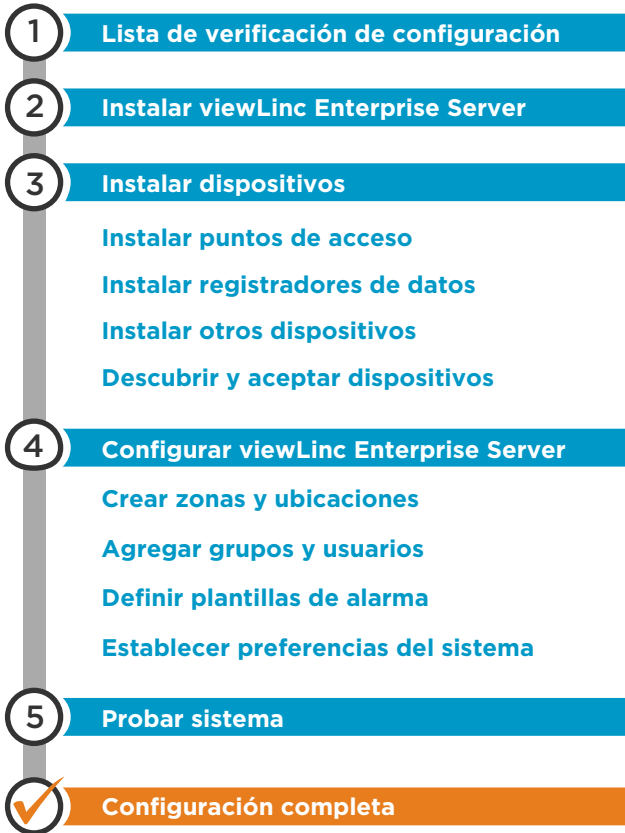 1 Lista de verificación de configuración
2 Instalar viewLinc Enterprise Server
3 Instalar dispositivos
Instalar puntos de acceso
Instalar registradores de datos
Instalar otros dispositivos
Descubrir y aceptar dispositivos
4 Configurar viewLinc Enterprise Server
Crear zonas y ubicaciones
Agregar grupos y usuarios
Definir plantillas de alarma
Establecer preferencias del sistema
5 Probar sistema
Configuración completa